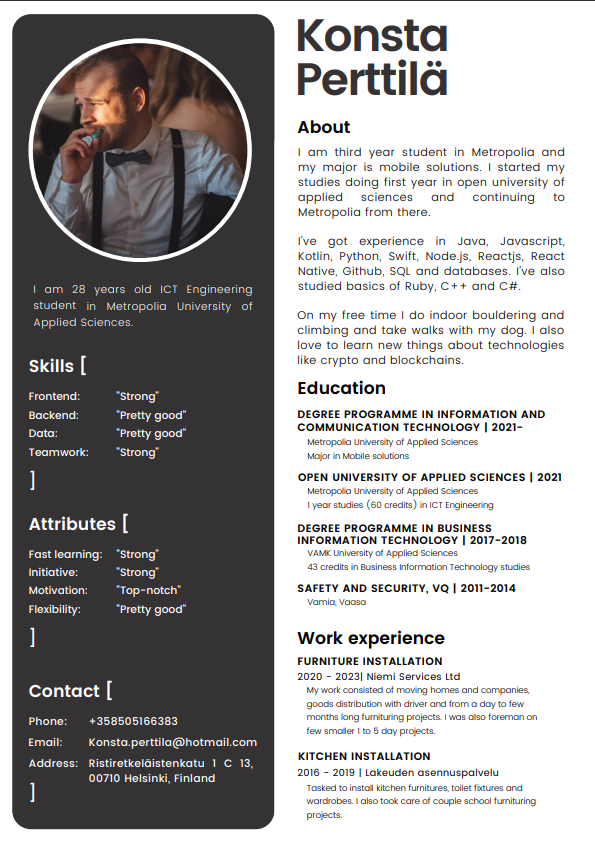 Konsta
Perttilä
I am 28 years old ICT Engineering
student in Metropolia University of
Applied Sciences.
Skills [
Frontend: "Strong"
Backend: "Pretty good"
Data: "Pretty good"
Teamwork: "Strong"
]
Attributes [
Fast learning: "Strong"
Initiative: "Strong"
Motivation: "Top-notch"
Flexibility: "Pretty good"
]
Contact [
Phone: +358505166383
Email: Konsta.perttila@hotmail.com
Address: Ristiretkeläistenkatu 1 C 13,
00710 Helsinki, Finland
]
About
I am third year student in Metropolia and
my major is mobile solutions. I started my
studies doing first year in open university of
applied sciences and continuing to
Metropolia from there.
I've got experience in Java, Javascript,
Kotlin, Python, Swift, Node.js, Reactjs, React
Native, Github, SQL and databases. I've also
studied basics of Ruby, C++ and C#.
On my free time I do indoor bouldering and
climbing and take walks with my dog. I also
love to learn new things about technologies
like crypto and blockchains.
Education
DEGREE PROGRAMME IN INFORMATION AND
COMMUNICATION TECHNOLOGY | 2021-
Metropolia University of Applied Sciences
Major in Mobile solutions
OPEN UNIVERSITY OF APPLIED SCIENCES | 2021
Metropolia University of Applied Sciences
1 year studies (60 credits) in ICT Engineering
DEGREE PROGRAMME IN BUSINESS
INFORMATION TECHNOLOGY | 2017-2018
VAMK University of Applied Sciences
43 credits in Business Information Technology studies
SAFETY AND SECURITY, VQ | 2011-2014
Vamia, Vaasa
Work experience
FURNITURE INSTALLATION
2020 - 2023| Niemi Services Ltd
My work consisted of moving homes and companies,
goods distribution with driver and from a day to few
months long furnituring projects. I was also foreman on
few smaller 1 to 5 day projects.
KITCHEN INSTALLATION
2016 - 2019 | Lakeuden asennuspalvelu
Tasked to install kitchen furnitures, toilet fixtures and
wardrobes. I also took care of couple school furnituring
projects.